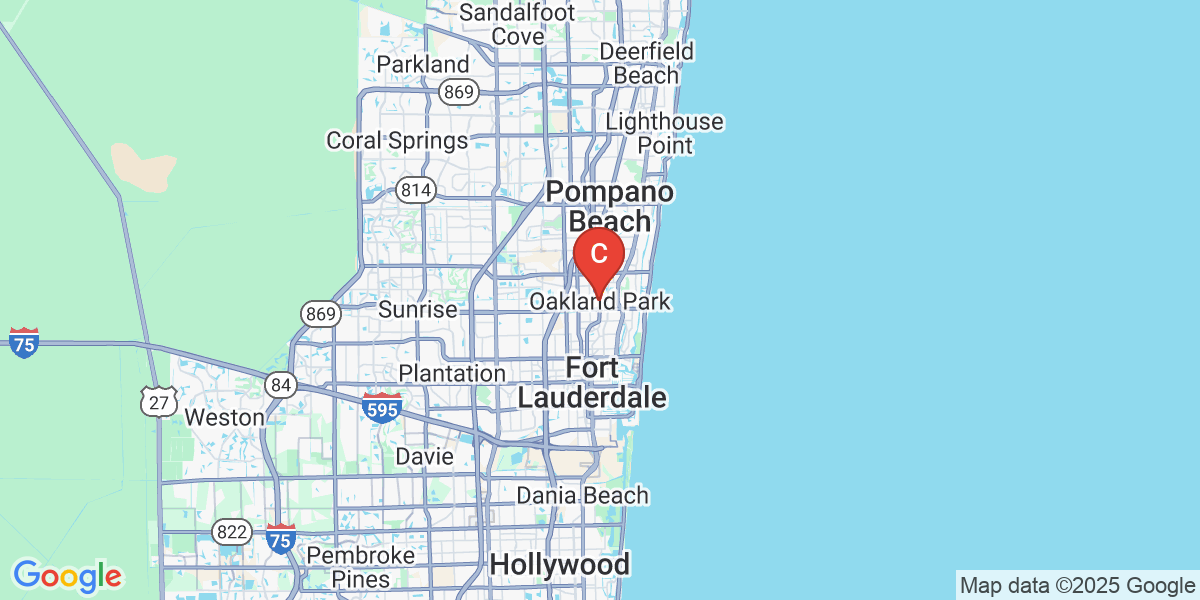 Sandalfoot
Cove
Deerfield
Beach
Parkland
869
Lighthouse
Point
Coral Springs
814
Pompano
Beach
C
Oakland Park
869
Sunrise
75
Fort
Lauderdale
Plantation
84
27
595
Weston
Davie
Dania Beach
822
75
Pembroke
Pines
Hollywood
Google
Map data ©2025 Google